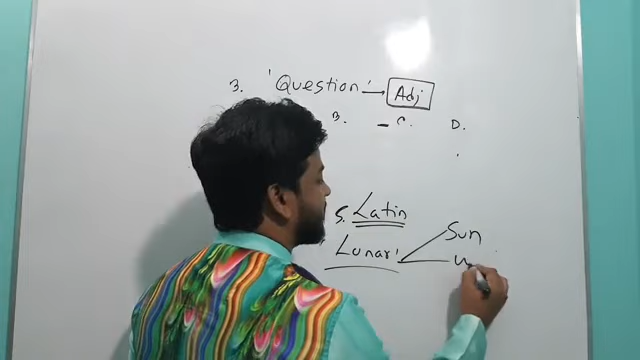 3. 'Question' → Adj
B. C. D.
5. Latin
Lunar'
Sun